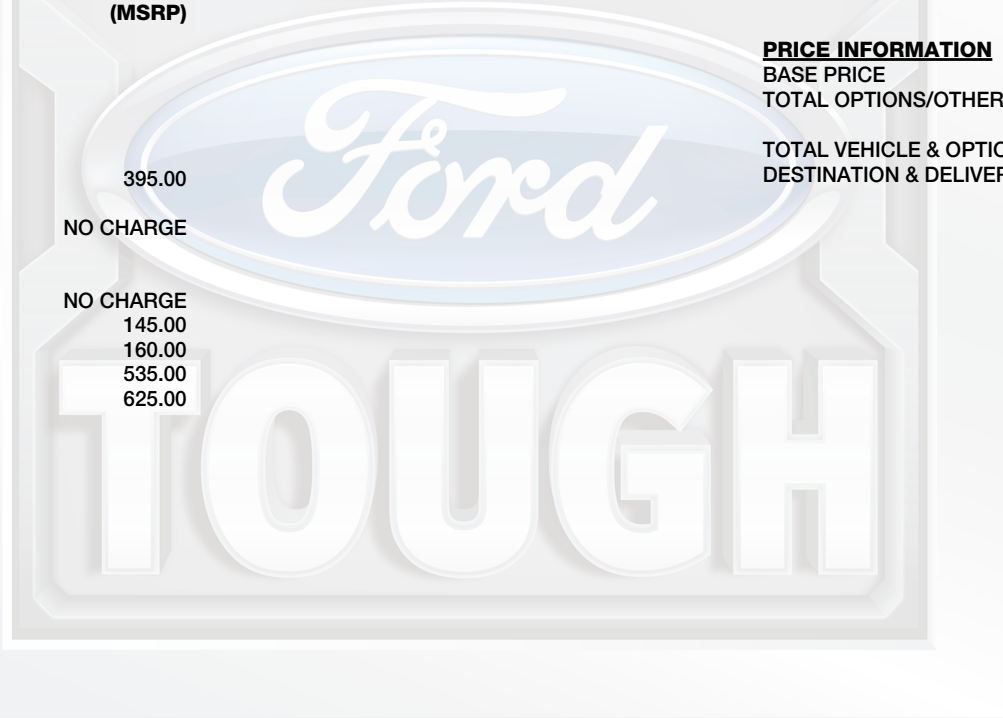 (MSRP)
395.00
NO CHARGE
NO CHARGE
145.00
160.00
535.00
625.00
PRICE INFORMATION
BASE PRICE
TOTAL OPTIONS/OTHER
TOTAL VEHICLE & OPTIO
DESTINATION & DELIVER
Ford
TOUGH